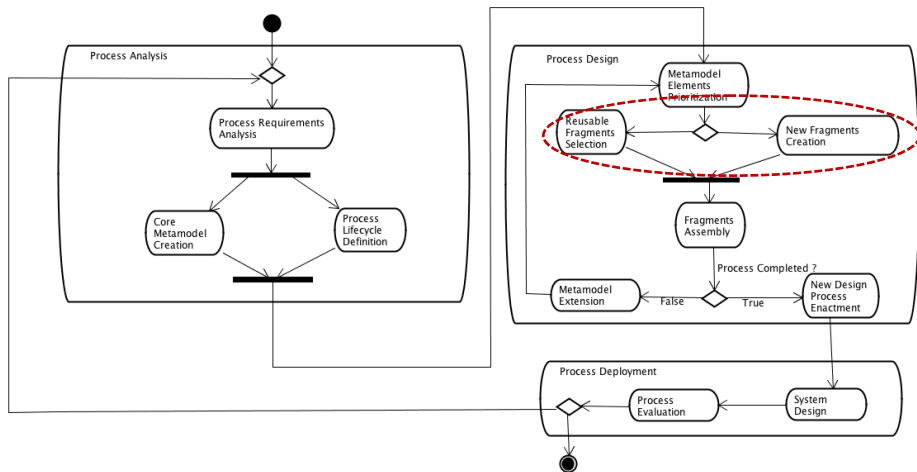 Process Analysis
Process Requirements
Analysis
Core
Metamodel
Creation
Process
Lifecycle
Definition
Process Design
Metamodel
Elements
Prioritization
Reusable
Fragments
Selection
New Fragments
Creation
Fragments
Assembly
Process Completed ?
Metamodel
Extension
False
True
New Design
Process
Enactment
Process Deployment
Process
Evaluation
System
Design